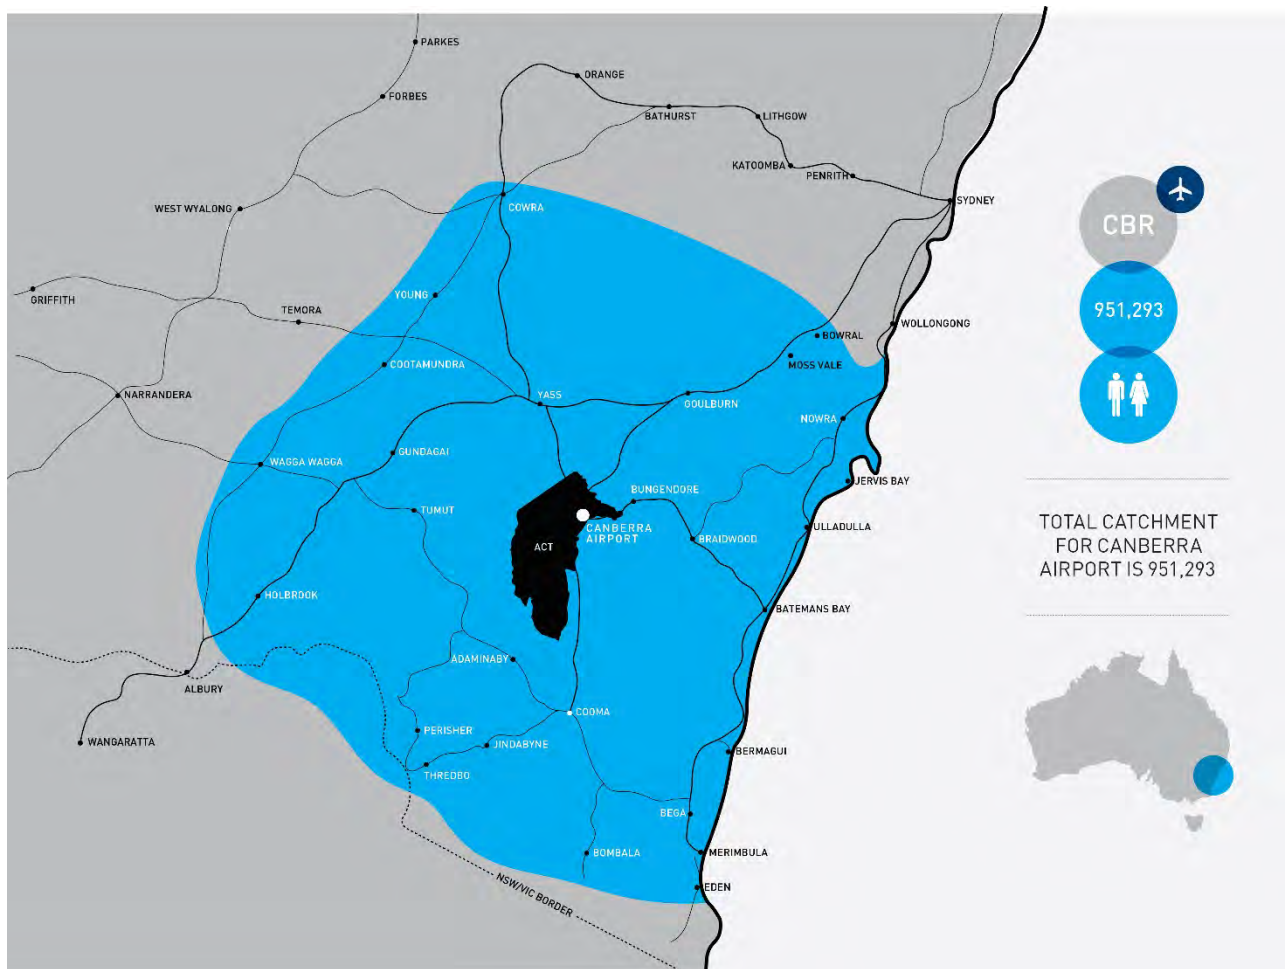 PARKES
ORANGE
FORBES
BATHURST
LITHGOW
KATOOMBA
PENRITH
SYDNEY
WEST WYALONG
COWRA
GRIFFITH
YOUNG
TEMORA
WOLLONGONG
BOWRAL
MOSS VALE
COOTAMUNDRA
NARRANDERA
YASS
GOULBURN
NOWRA
GUNDAGAI
WAGGA WAGGA
JERVIS BAY
BUNGENDORE
TUMUT
CANBERRA
AIRPORT
ULLADULLA
BRAIDWOOD
ACT
HOLBROOK
BATEMANS BAY
ADAMINABY
ALBURY
COOMA
PERISHER
WANGARATTA
JINDABYNE
BERMAGUI
THREDBO
BEGA
BOMBALA
MERIMBULA
EDEN
NSW/VIC BORDER
CBR
951,293
TOTAL CATCHMENT
FOR CANBERRA
AIRPORT IS 951,293